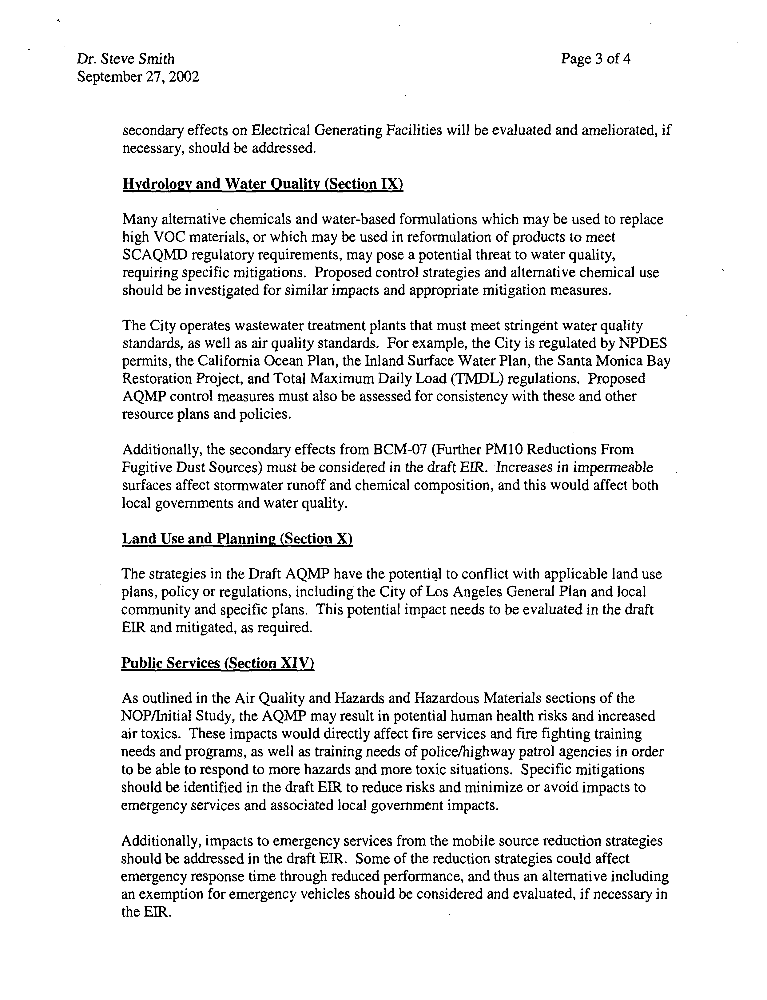 Dr. Steve Smith
Page 3 of 4
September 27, 2002
secondary effects on Electrical Generating Facilities will be evaluated and ameliorated, if
necessary, should be addressed.
Hydrology and Water Quality (Section IX)
Many alternative chemicals and water-based formulations which may be used to replace
high VOC materials, or which may be used in reformulation of products to meet
SCAQMD regulatory requirements, may pose a potential threat to water quality,
requiring specific mitigations.  Proposed control strategies and alternative chemical use
should be investigated for similar impacts and appropriate mitigation measures.
The City operates wastewater treatment plants that must meet stringent water quality
standards, as well as air quality standards.  For example, the City is regulated by NPDES
permits, the California Ocean Plan, the Inland Surface Water Plan, the Santa Monica Bay
Restoration Project, and Total Maximum Daily Load (TMDL) regulations.  Proposed
AQMP control measures must also be assessed for consistency with these and other
resource plans and policies.
Additionally, the secondary effects from BCM-07 (Further PM10 Reductions From
Fugitive Dust Sources) must be considered in the draft EIR.  Increases in impermeable
surfaces affect stormwater runoff and chemical composition, and this would affect both
local governments and water quality.
Land Use and Planning (Section X)
The strategies in the Draft AQMP have the potential to conflict with applicable land use
plans, policy or regulations, including the City of Los Angeles General Plan and local
community and specific plans.  This potential impact needs to be evaluated in the draft
EIR and mitigated, as required.
Public Services (Section XIV)
As outlined in the Air Quality and Hazards and Hazardous Materials sections of the
NOP/Initial Study, the AQMP may result in potential human health risks and increased
air toxics.  These impacts would directly affect fire services and fire fighting training
needs and programs, as well as training needs of police/highway patrol agencies in order
to be able to respond to more hazards and more toxic situations.  Specific mitigations
should be identified in the draft EIR to reduce risks and minimize or avoid impacts to
emergency services and associated local government impacts.
Additionally, impacts to emergency services from the mobile source reduction strategies
should be addressed in the draft EIR.  Some of the reduction strategies could affect
emergency response time through reduced performance, and thus an alternative including
an exemption for emergency vehicles should be considered and evaluated, if necessary in
the EIR.